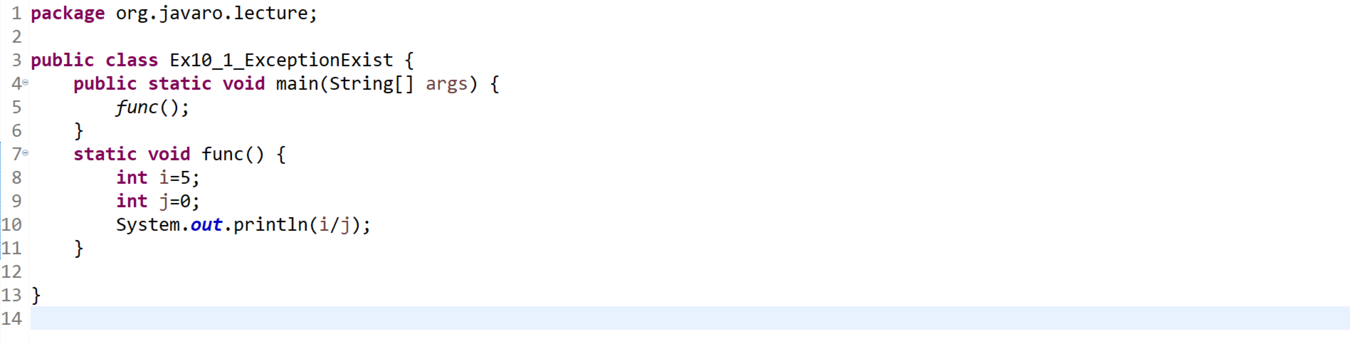 1 package org.javaro.lecture;
2
3 public class Ex10_1_ExceptionExist {
4     public static void main(String[] args) {
5         func();
6     }
7     static void func() {
8         int i=5;
9         int j=0;
10         System.out.println(i/j);
11     }
12
13 }
14